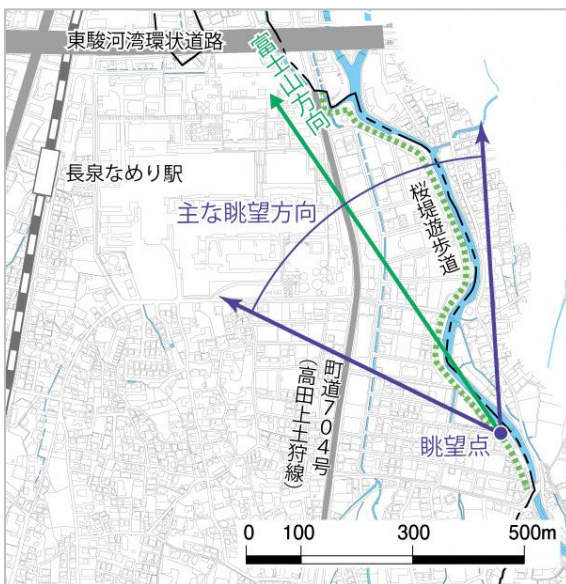 東駿河湾環状道路
富士山方向
長泉なめり駅
主な眺望方向
桜堤遊歩道
町道704号
(高田上土狩線)
眺望点
0 100 300 500m